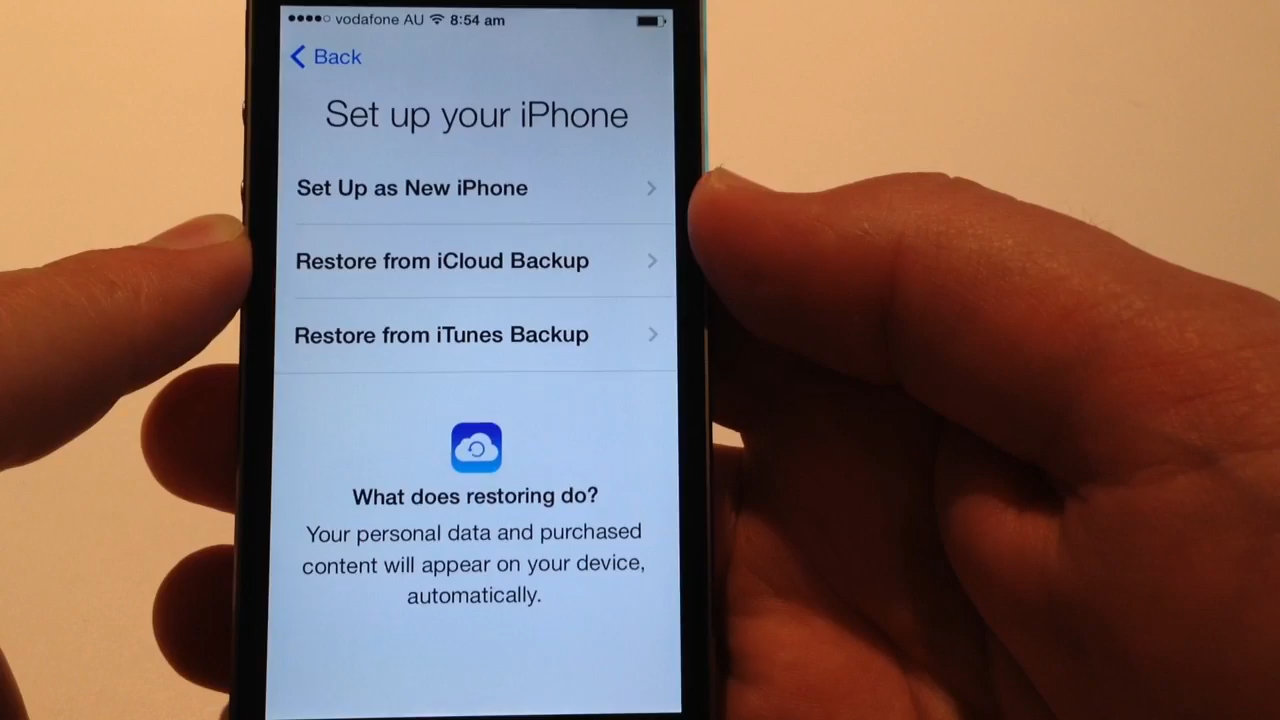 vodafone AU 8:54 am
Back
Set up your iPhone
Set Up as New iPhone
Restore from iCloud Backup
Restore from iTunes Backup
What does restoring do?
Your personal data and purchased
content will appear on your device,
automatically.